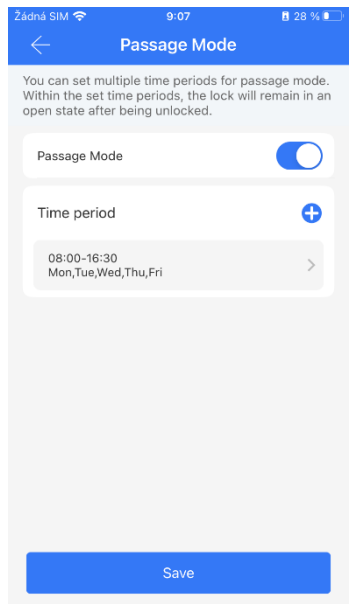 Žádná SIM 9:07 28 %
Passage Mode
You can set multiple time periods for passage mode.
Within the set time periods, the lock will remain in an
open state after being unlocked.
Passage Mode
Time period
08:00-16:30
Mon,Tue,Wed,Thu,Fri
Save